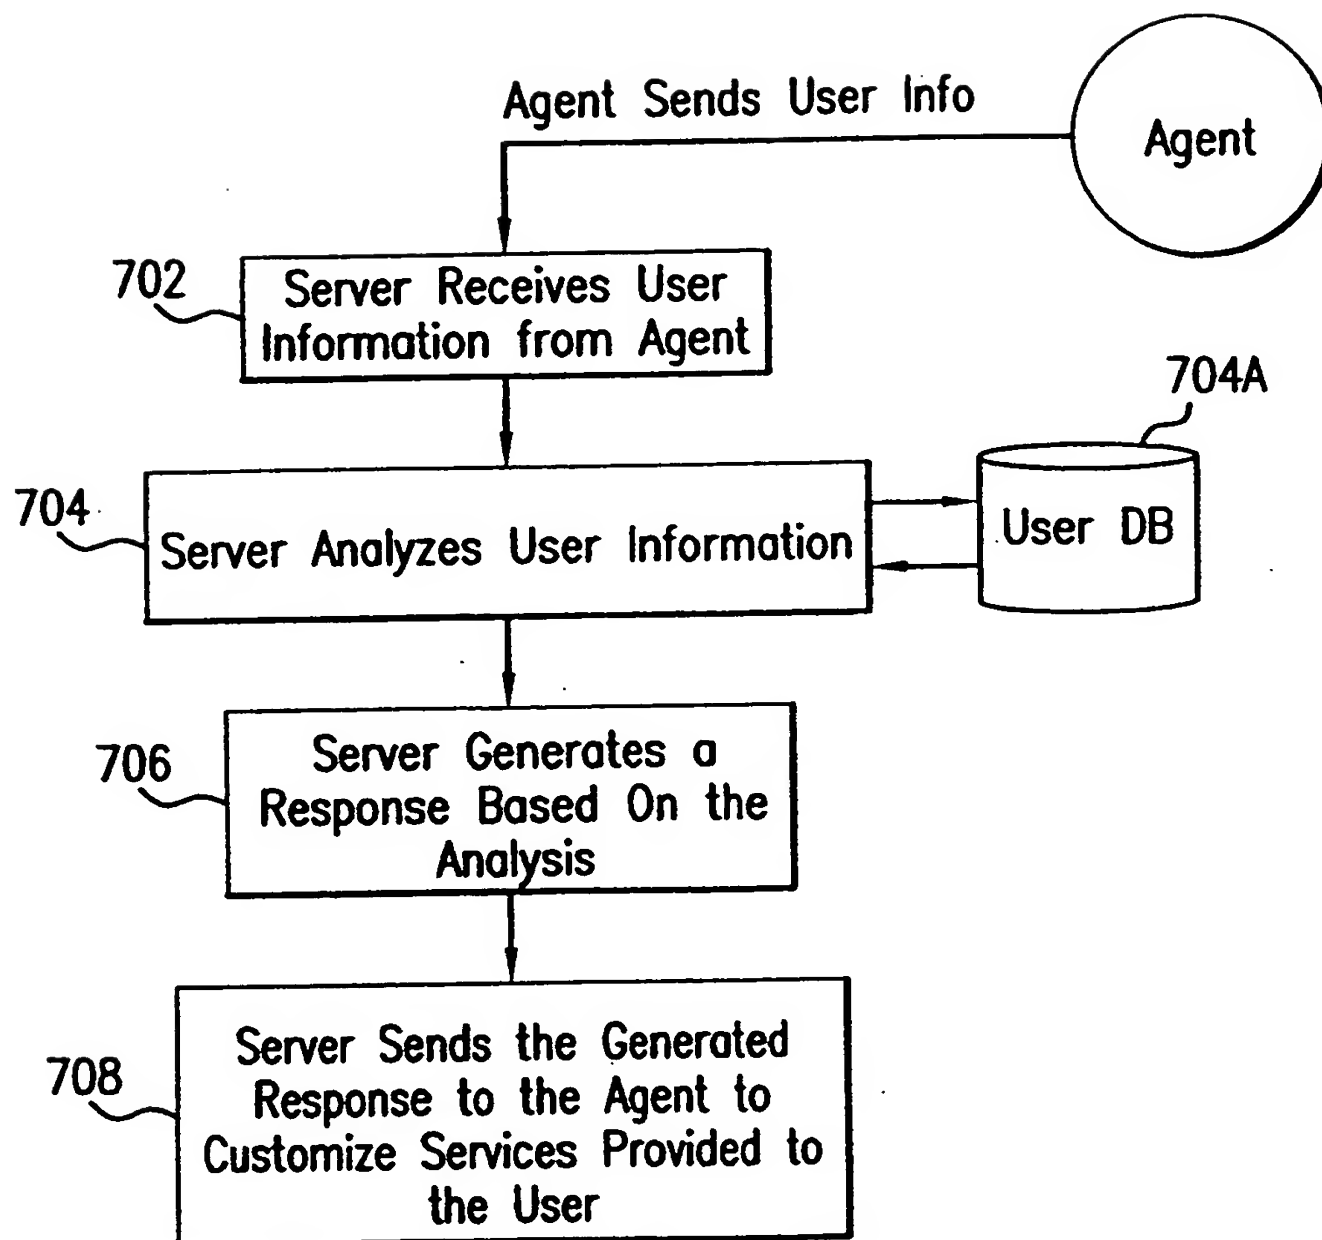 Agent Sends User Info
Agent
702
Server Receives User
Information from Agent
704A
704
Server Analyzes User Information
User DB
706
Server Generates a
Response Based On the
Analysis
708
Server Sends the Generated
Response to the Agent to
Customize Services Provided to
the User